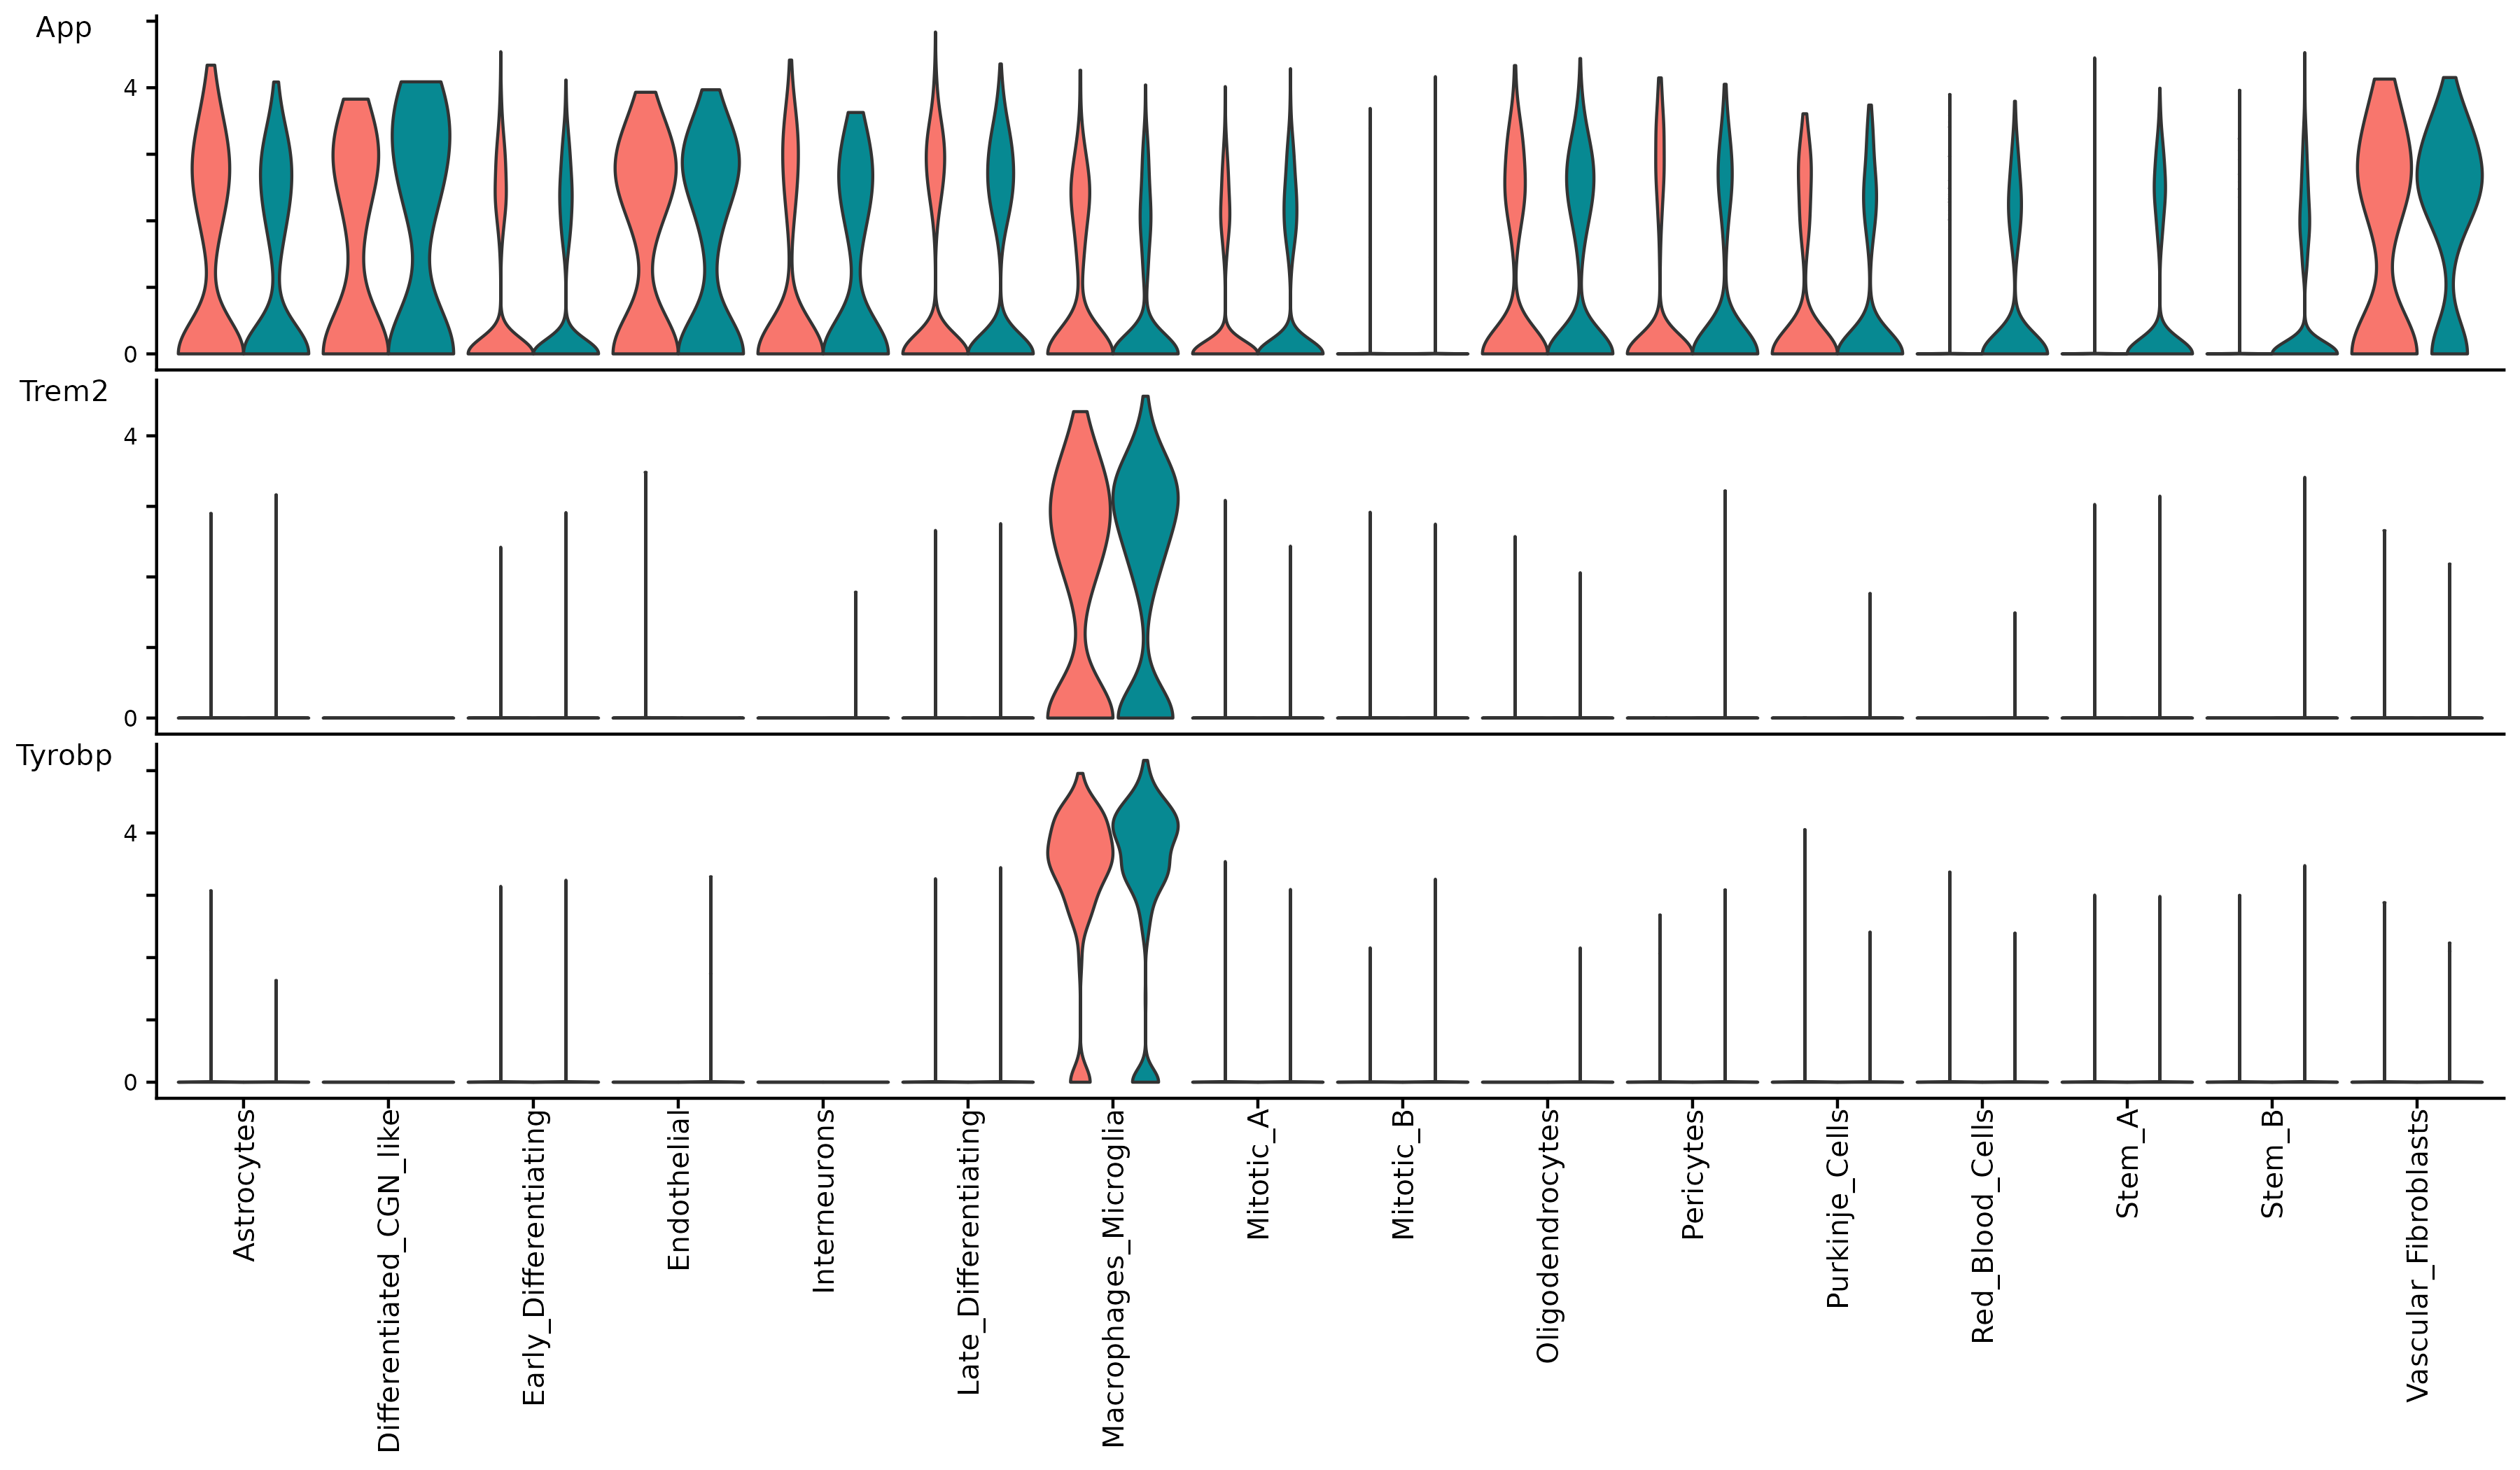 App
4
0
Trem2
4
0
Tyrobp
4
0
Astrocytes
Differentiated_CGN_like
Early_Differentiating
Endothelial
Interneurons
Late_Differentiating
Macrophages_Microglia
Mitotic_A
Mitotic_B
Oligodendrocytes
Pericytes
Purkinje_Cells
Red_Blood_Cells
Stem_A
Stem_B
Vascular_Fibroblasts